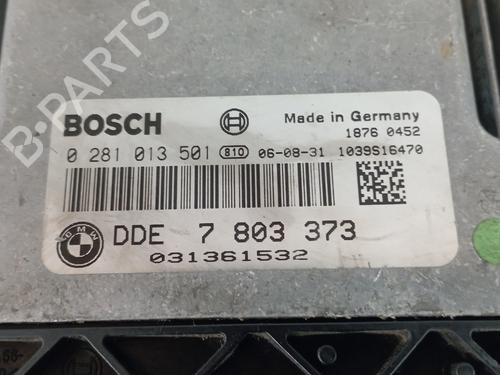 B-PARTS
BOSCH
Made in Germany
1876 0452
0 281 013 501 810 06-08-31 1039S16470
BMW
DDE 7 803 373
031361532